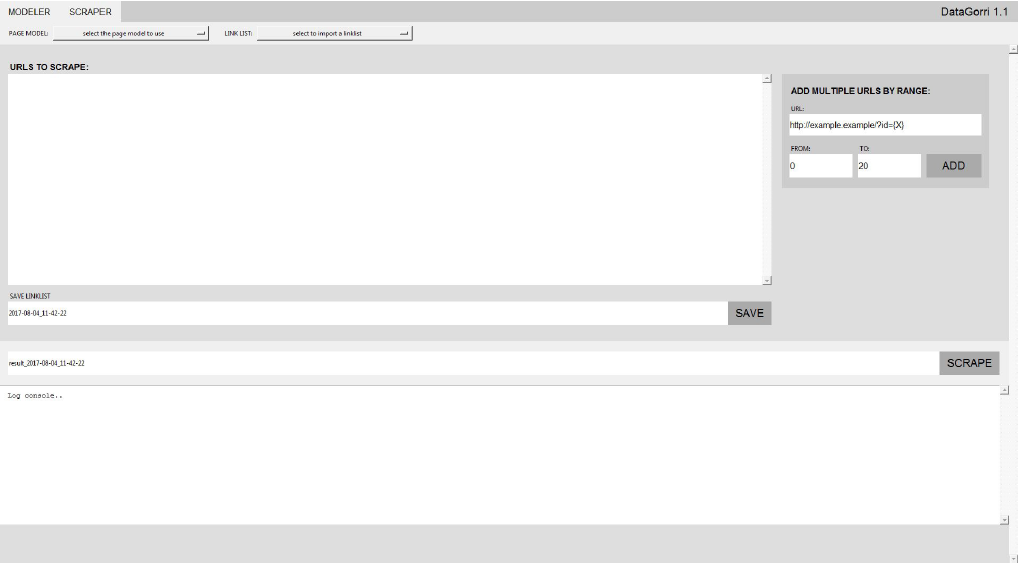 MODELER SCRAPER DataGorri 1.1
PAGE MODEL: select the page model to use LINK LIST: select to import a linklist
URLS TO SCRAPE:
ADD MULTIPLE URLS BY RANGE:
URL:
http://example.example/?id={X}
FROM: TO:
0 20 ADD
SAVE LINKLIST
2017-08-04_11-42-22 SAVE
result_2017-08-04_11-42-22 SCRAPE
Log console..